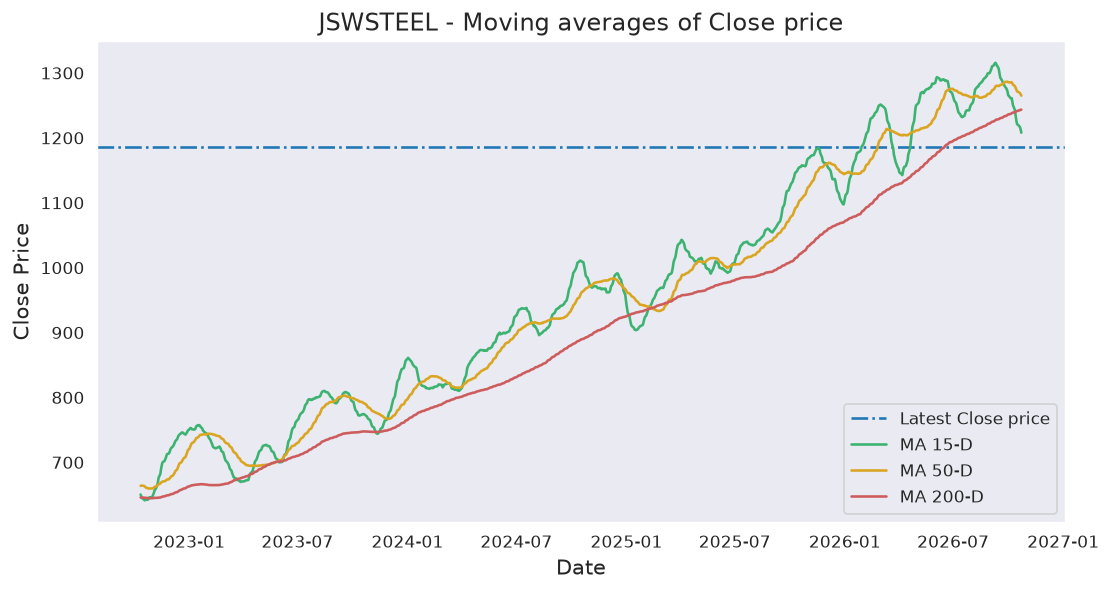 JSWSTEEL - Moving averages of Close price
1300
1200
1100
1000
900
800
700
Close Price
2023-01
2023-07
2024-01
2024-07
2025-01
2025-07
2026-01
2026-07
2027-01
Date
Latest Close price
MA 15-D
MA 50-D
MA 200-D